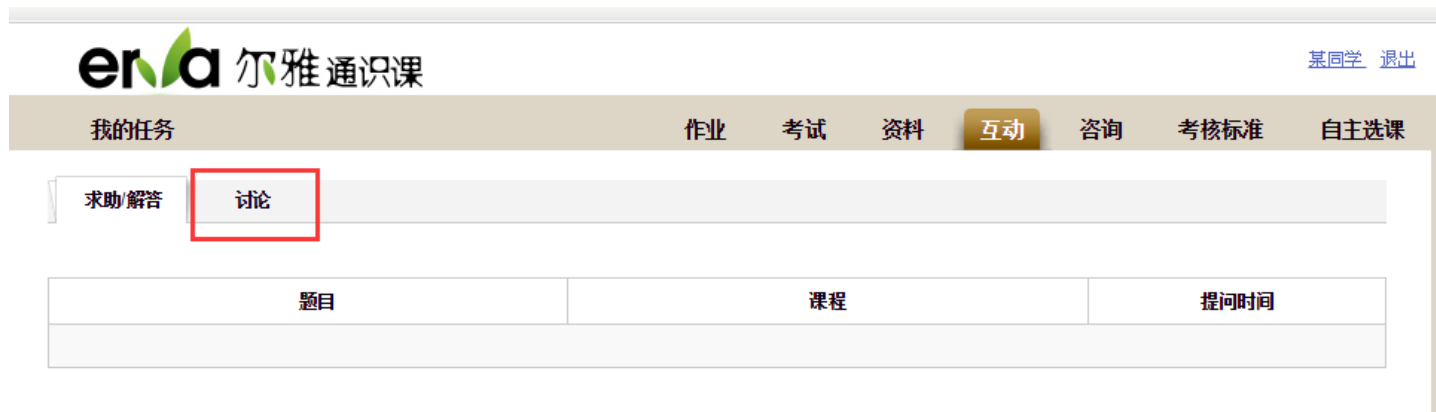 erya 尔雅通识课
某同学 退出
我的任务 作业 考试 资料 互动 咨询 考核标准 自主选课
求助/解答 讨论
题目 课程 提问时间